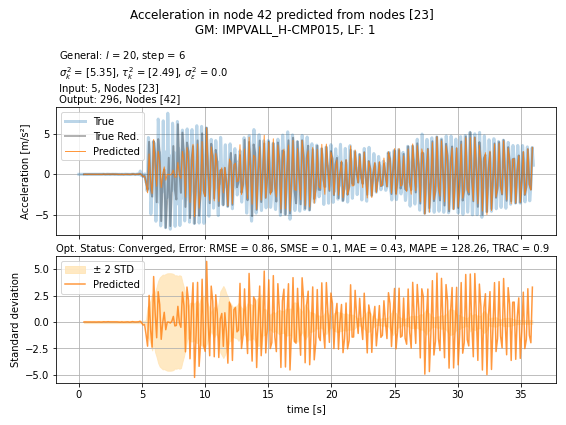 Acceleration in node 42 predicted from nodes [23]
GM: IMPVALL_H-CMP015, LF: 1
General: l = 20, step = 6
σ_k^2 = [5.35], τ_k^2 = [2.49], σ_ε^2 = 0.0
Input: 5, Nodes [23]
Output: 296, Nodes [42]
True
True Red.
Predicted
Acceleration [m/s²]
5
0
−5
Opt. Status: Converged, Error: RMSE = 0.86, SMSE = 0.1, MAE = 0.43, MAPE = 128.26, TRAC = 0.9
± 2 STD
Predicted
Standard deviation
5.0
2.5
0.0
−2.5
−5.0
0 5 10 15 20 25 30 35
time [s]